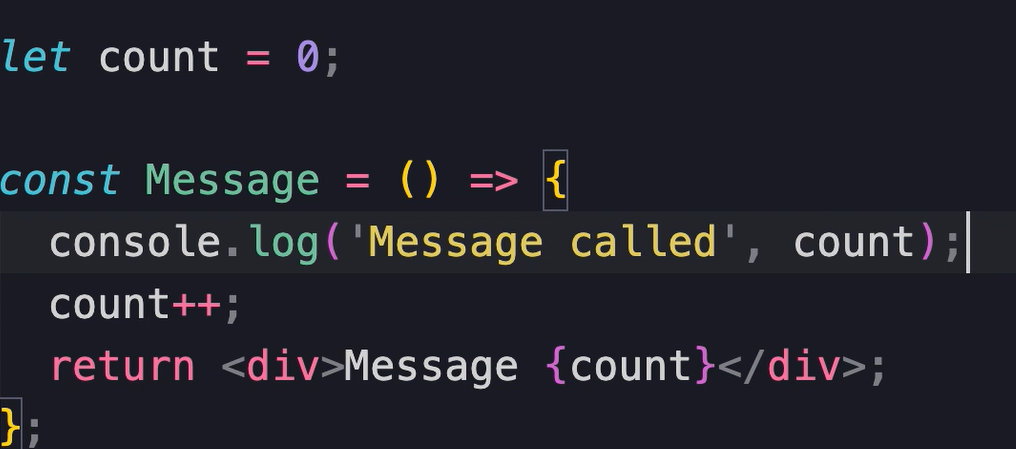 let count = 0;
const Message = () => {
console.log('Message called', count);
count++;
return <div>Message {count}</div>;
};